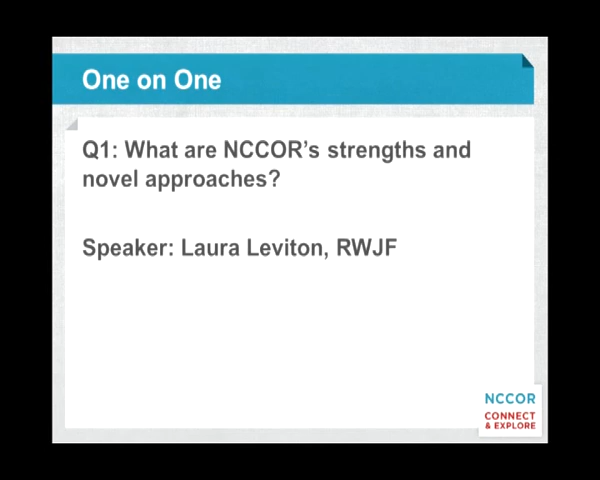 One on One
Q1: What are NCCOR's strengths and
novel approaches?
Speaker: Laura Leviton, RWJF
NCCOR
CONNECT
& EXPLORE